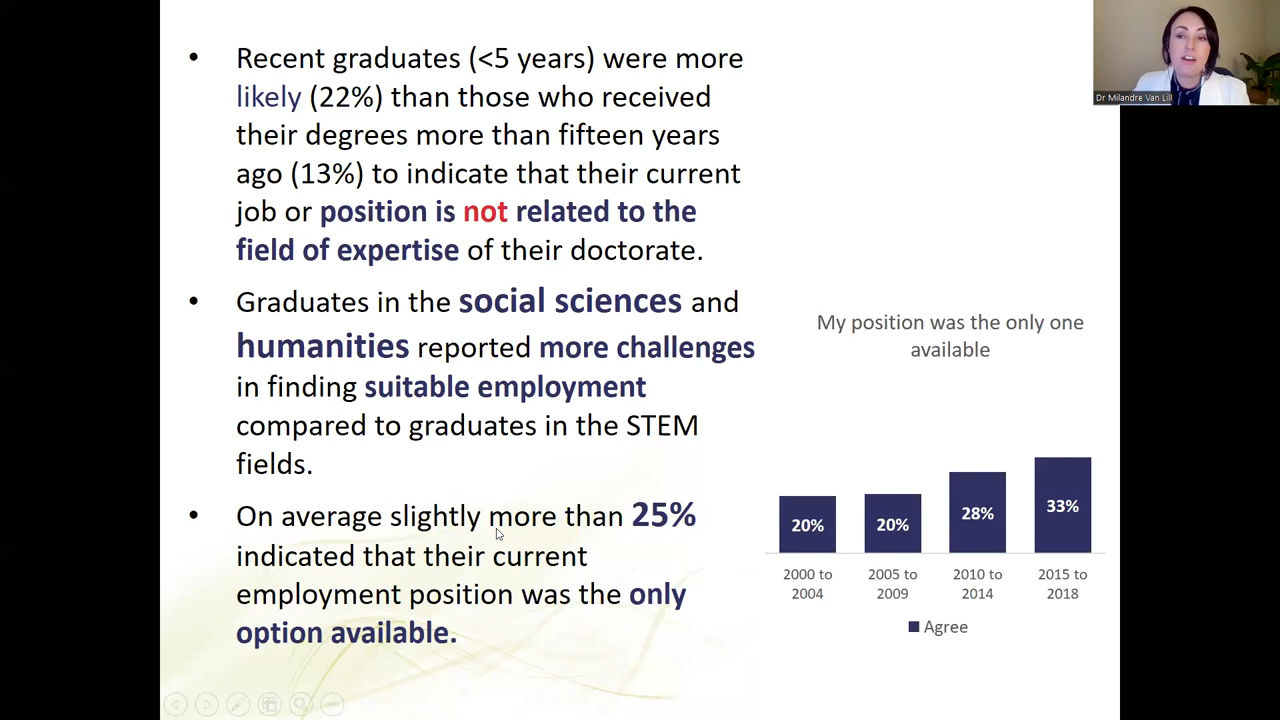 • Recent graduates (<5 years) were more
likely (22%) than those who received
their degrees more than fifteen years
ago (13%) to indicate that their current
job or position is not related to the
field of expertise of their doctorate.
• Graduates in the social sciences and
humanities reported more challenges
in finding suitable employment
compared to graduates in the STEM
fields.
• On average slightly more than 25%
indicated that their current
employment position was the only
option available.
Dr Milandre Van Lill
My position was the only one
available
20%
20%
28%
33%
2000 to
2004
2005 to
2009
2010 to
2014
2015 to
2018
Agree